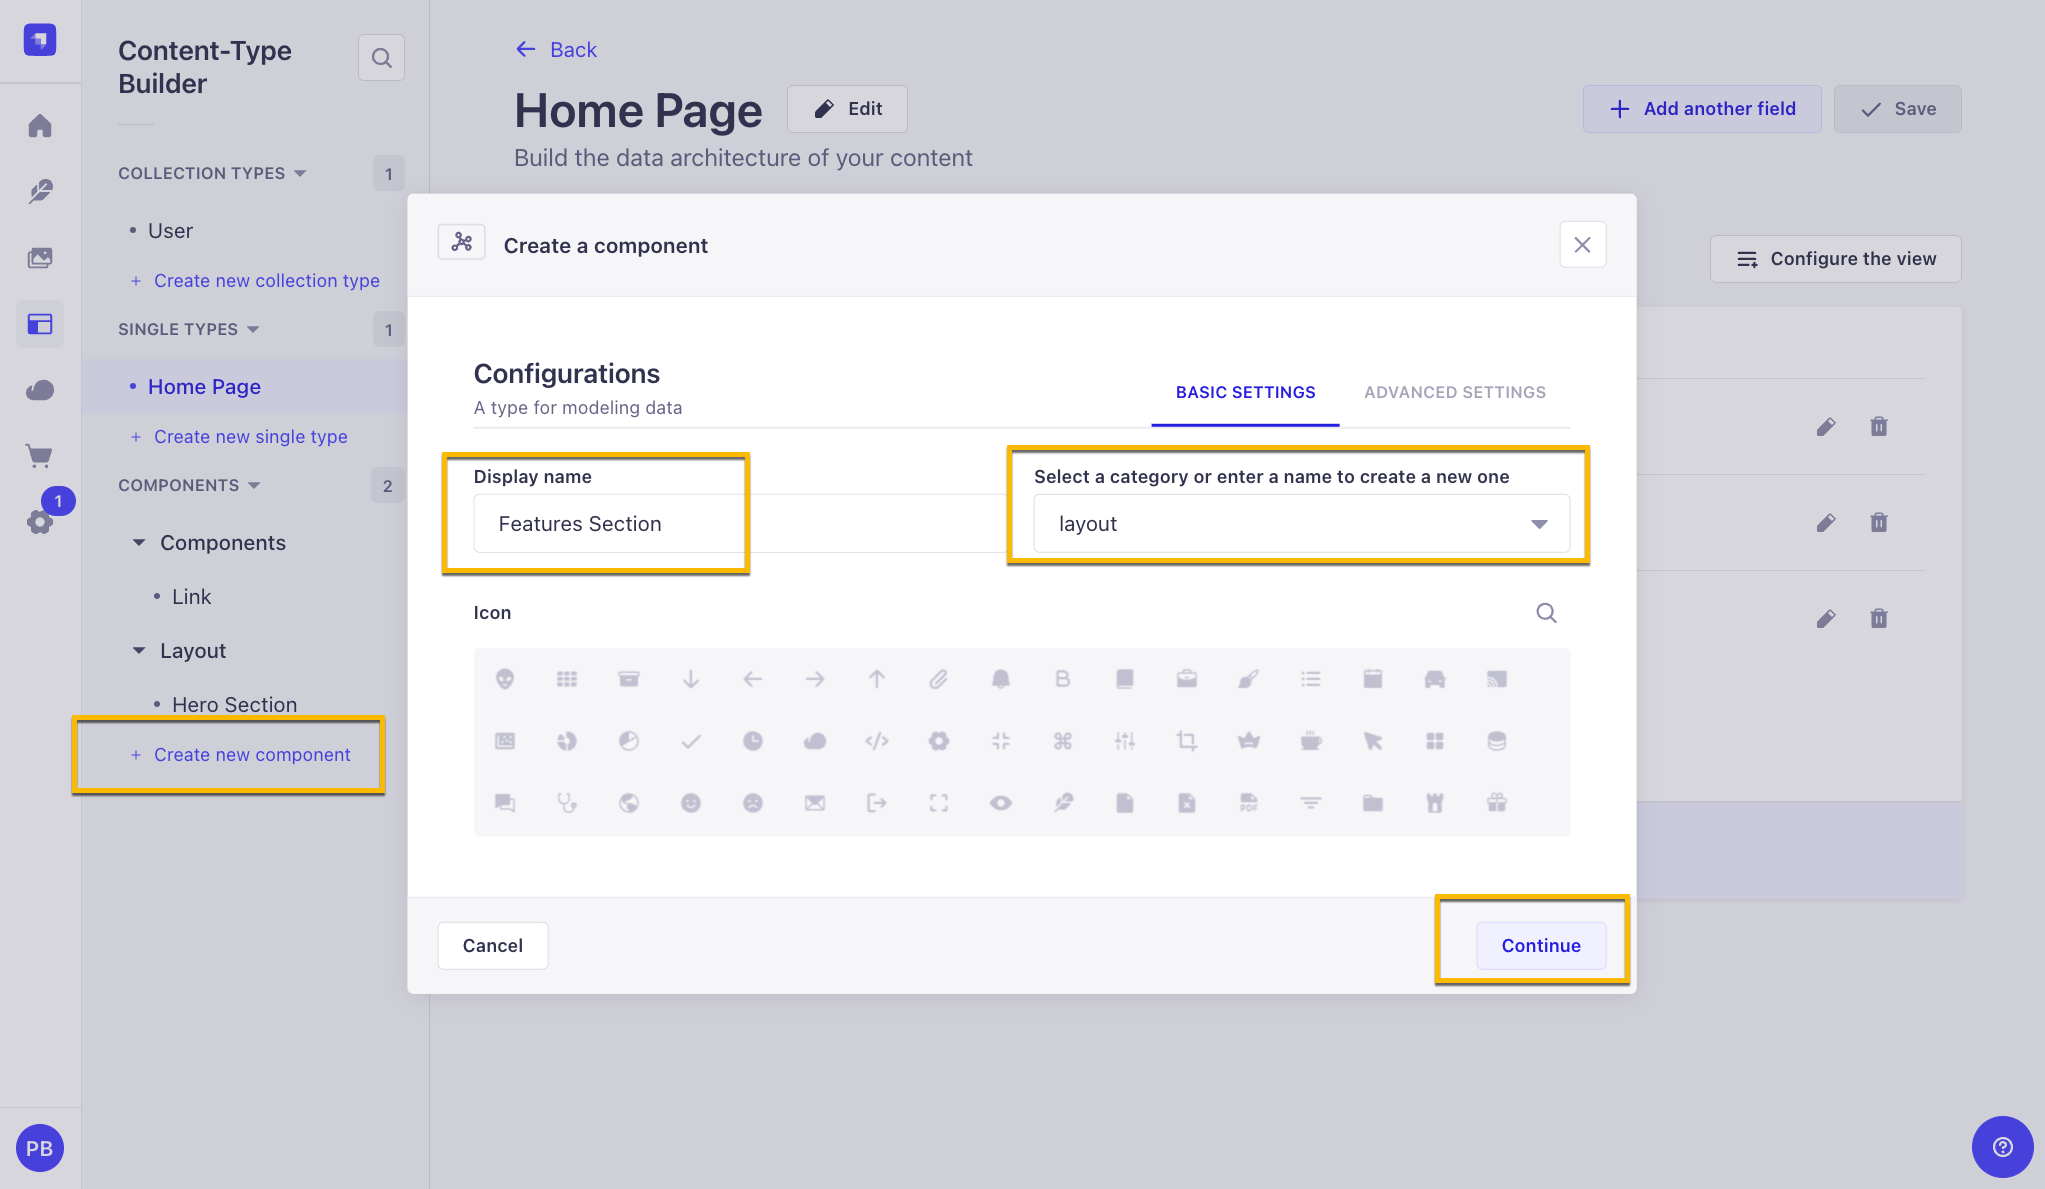 Content-Type
Builder
COLLECTION TYPES 1
User
+ Create new collection type
SINGLE TYPES 1
Home Page
+ Create new single type
COMPONENTS 2
Components
Link
Layout
Hero Section
+ Create new component
1
PB
Back
Home Page
Edit
Add another field
Save
Build the data architecture of your content
Configure the view
Create a component
Configurations
A type for modeling data
BASIC SETTINGS
ADVANCED SETTINGS
Display name
Features Section
Select a category or enter a name to create a new one
layout
Icon
B
PDF
Cancel
Continue